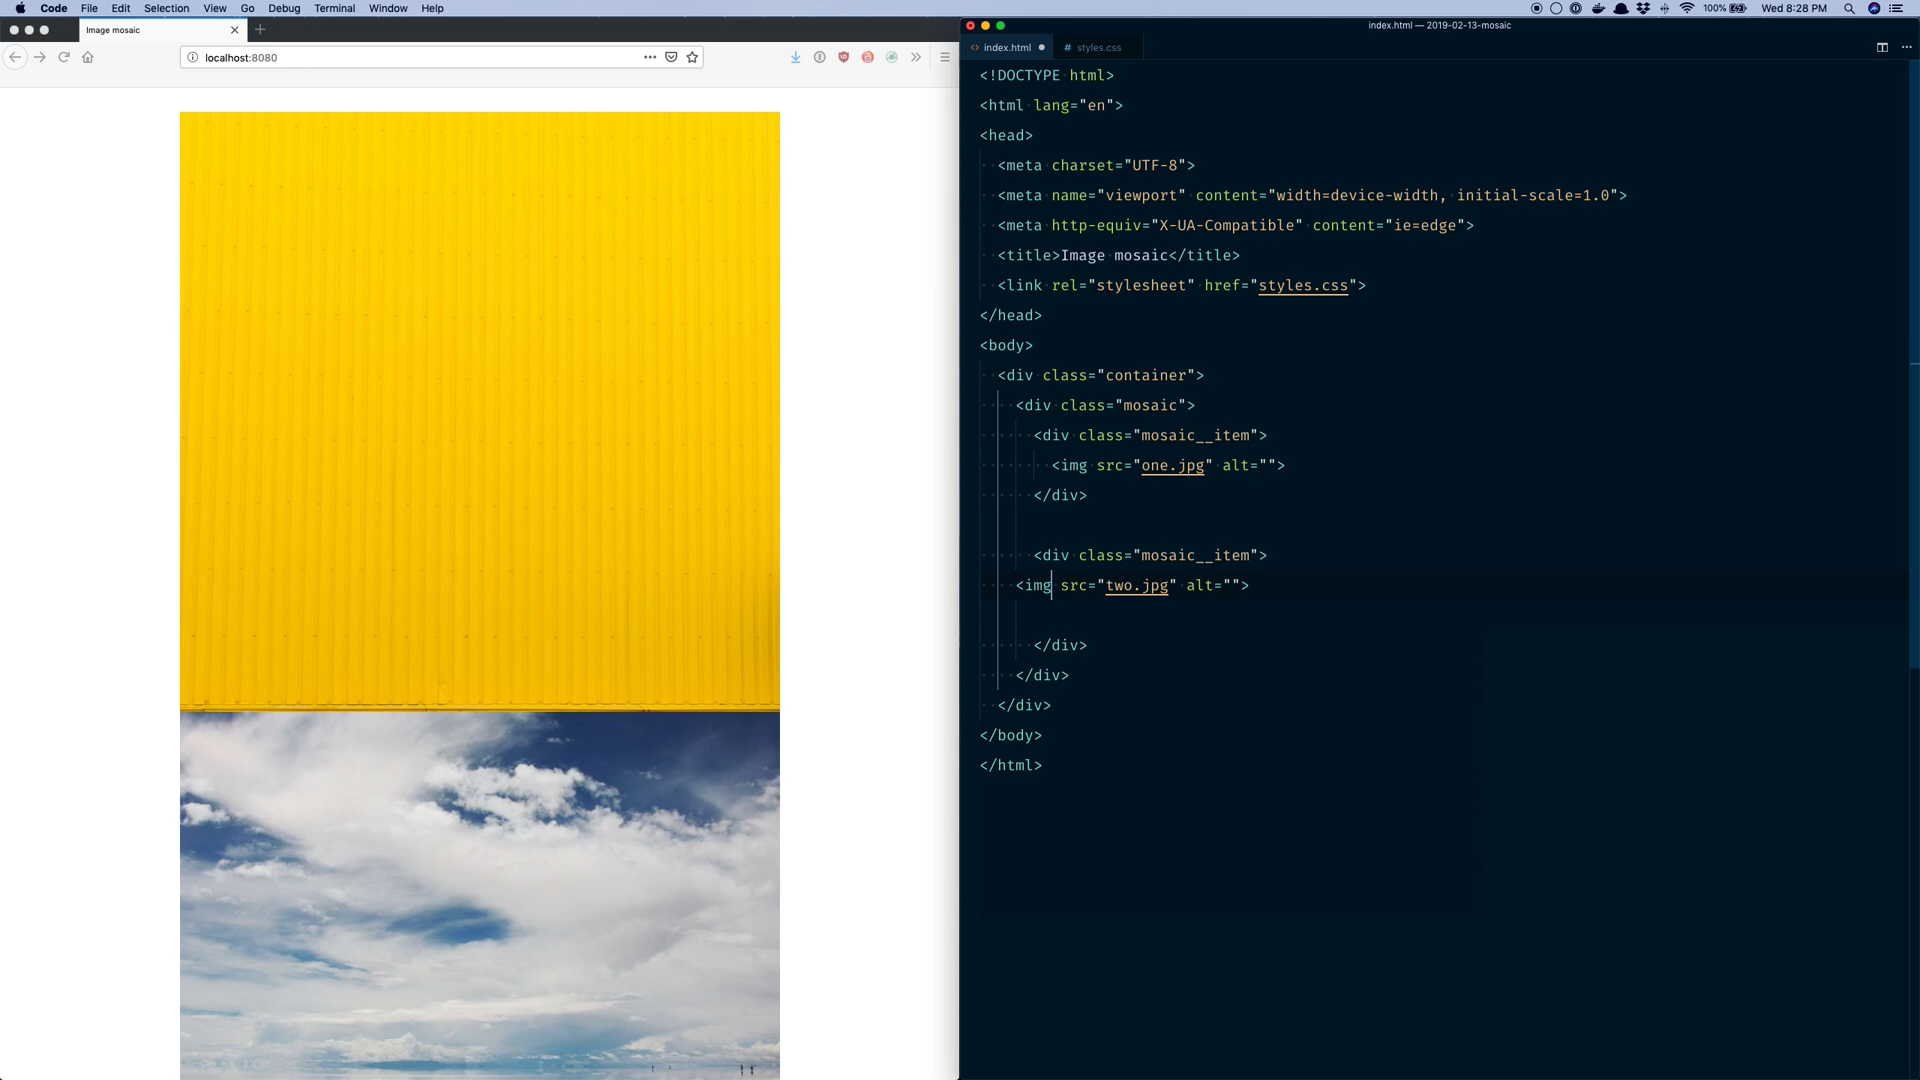 Code File Edit Selection View Go Debug Terminal Window Help
100% Wed 8:28 PM
Image mosaic
localhost:8080
index.html — 2019-02-13-mosaic
<> index.html ● # styles.css
<!DOCTYPE html>
<html lang="en">
<head>
<meta charset="UTF-8">
<meta name="viewport" content="width=device-width, initial-scale=1.0">
<meta http-equiv="X-UA-Compatible" content="ie=edge">
<title>Image mosaic</title>
<link rel="stylesheet" href="styles.css">
</head>
<body>
<div class="container">
<div class="mosaic">
<div class="mosaic__item">
<img src="one.jpg" alt="">
</div>
<div class="mosaic__item">
<img src="two.jpg" alt="">
</div>
</div>
</div>
</body>
</html>